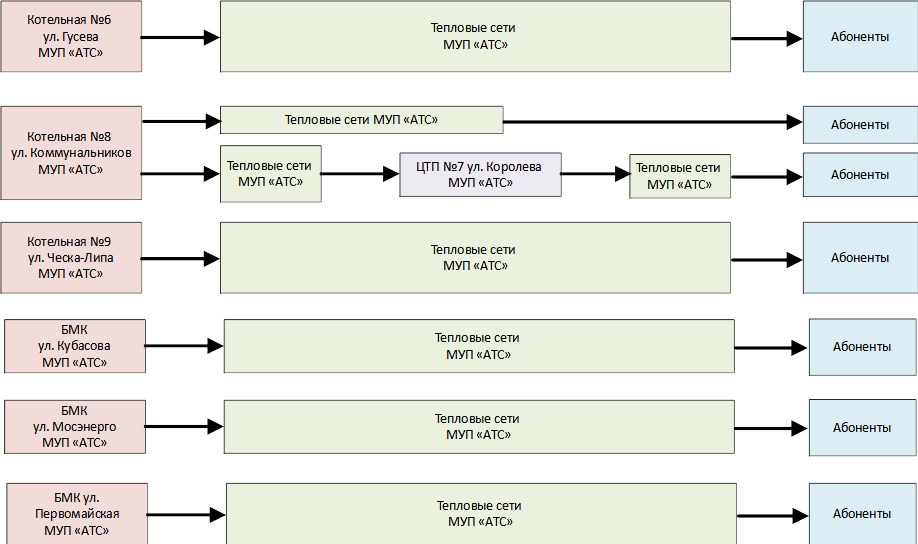 Котельная №6
ул. Гусева
МУП «АТС»
Тепловые сети
МУП «АТС»
Абоненты
Котельная №8
ул. Коммунальников
МУП «АТС»
Тепловые сети МУП «АТС»
Абоненты
Тепловые сети
МУП «АТС»
ЦТП №7 ул. Королева
МУП «АТС»
Тепловые сети
МУП «АТС»
Абоненты
Котельная №9
ул. Ческа-Липа
МУП «АТС»
Тепловые сети
МУП «АТС»
Абоненты
БМК
ул. Кубасова
МУП «АТС»
Тепловые сети
МУП «АТС»
Абоненты
БМК
ул. Мосэнерго
МУП «АТС»
Тепловые сети
МУП «АТС»
Абоненты
БМК ул.
Первомайская
МУП «АТС»
Тепловые сети
МУП «АТС»
Абоненты